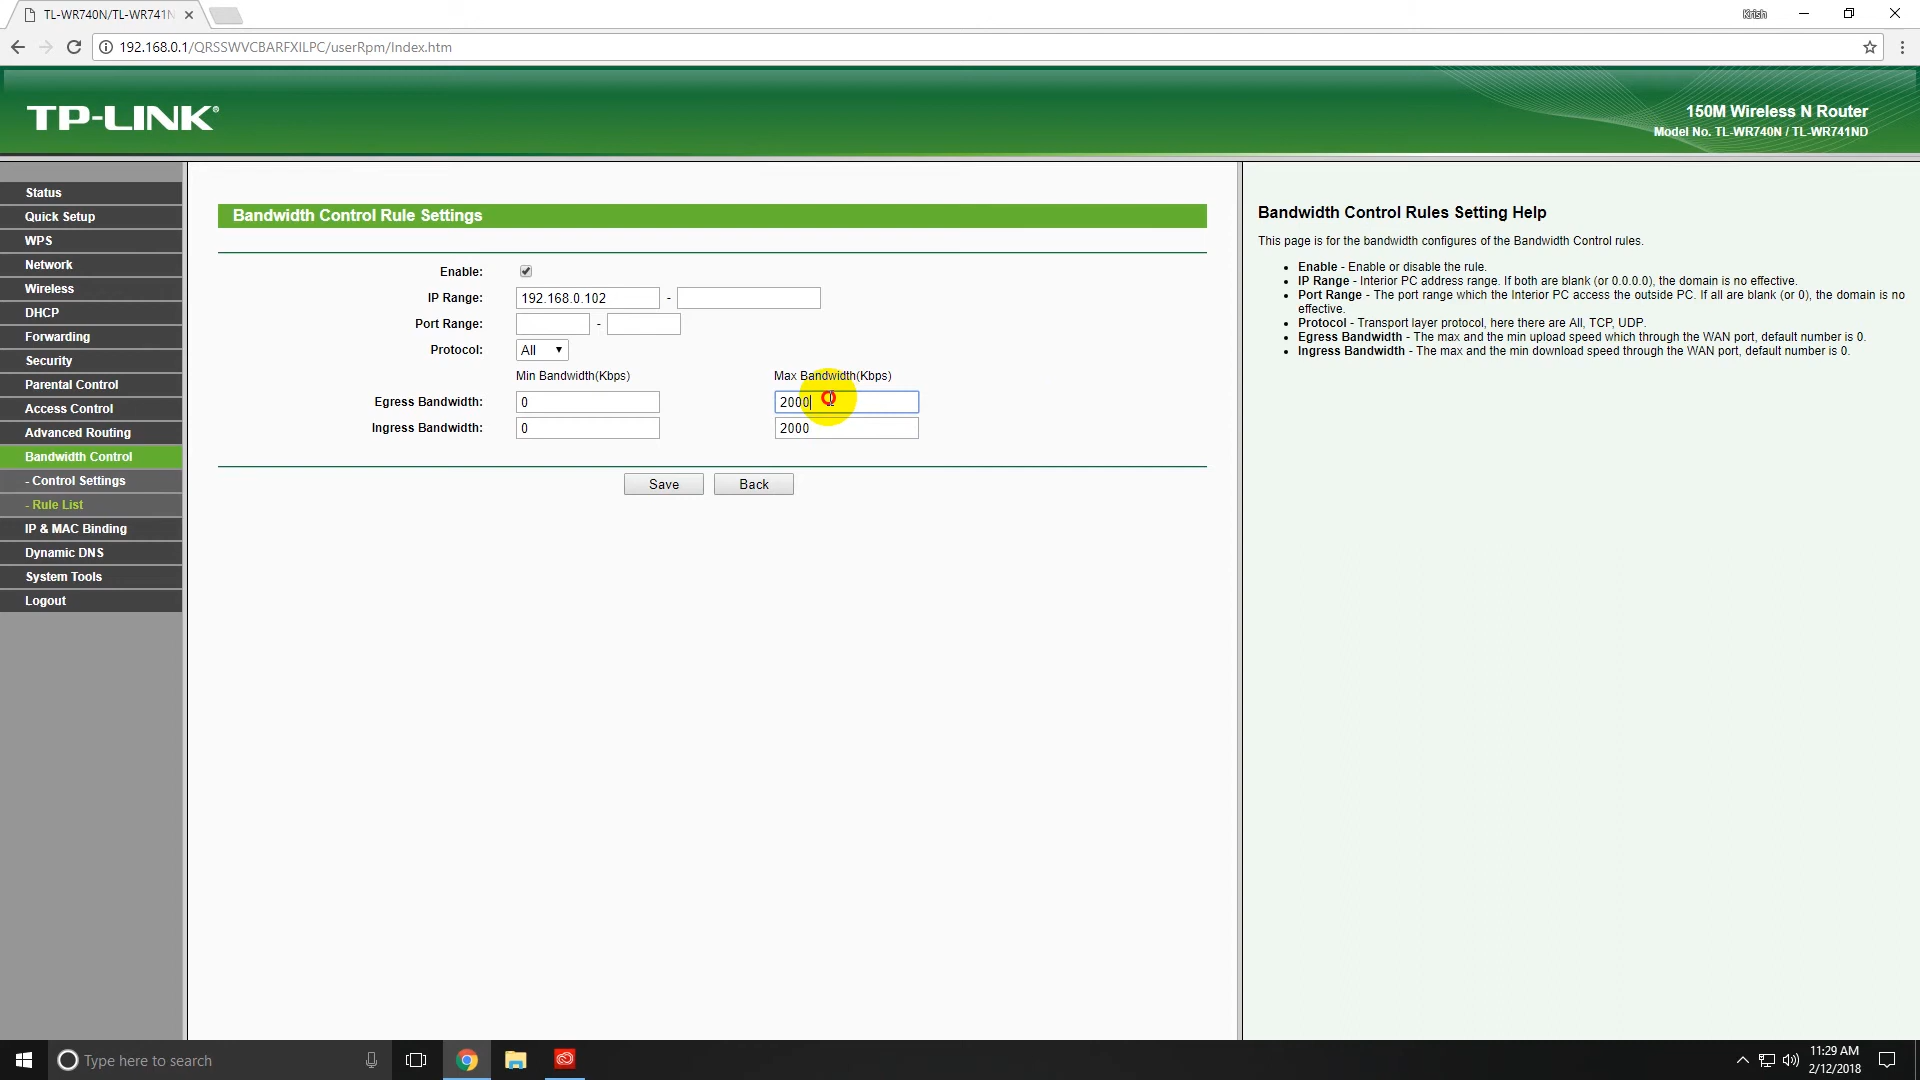 TL-WR740N/TL-WR741N
Krish
192.168.0.1/QRSSWVCBARFXILPC/userRpm/Index.htm
TP-LINK®
150M Wireless N Router
Model No. TL-WR740N / TL-WR741ND
Status
Quick Setup
WPS
Network
Wireless
DHCP
Forwarding
Security
Parental Control
Access Control
Advanced Routing
Bandwidth Control
- Control Settings
- Rule List
IP & MAC Binding
Dynamic DNS
System Tools
Logout
Bandwidth Control Rule Settings
Enable:
IP Range: 192.168.0.102 -
Port Range: -
Protocol: All
Min Bandwidth(Kbps) Max Bandwidth(Kbps)
Egress Bandwidth: 0 2000
Ingress Bandwidth: 0 2000
Save Back
Bandwidth Control Rules Setting Help
This page is for the bandwidth configures of the Bandwidth Control rules.
• Enable - Enable or disable the rule.
• IP Range - Interior PC address range. If both are blank (or 0.0.0.0), the domain is no effective.
• Port Range - The port range which the Interior PC access the outside PC. If all are blank (or 0), the domain is no
effective.
• Protocol - Transport layer protocol, here there are All, TCP, UDP.
• Egress Bandwidth - The max and the min upload speed which through the WAN port, default number is 0.
• Ingress Bandwidth - The max and the min download speed through the WAN port, default number is 0.
Type here to search
11:29 AM
2/12/2018